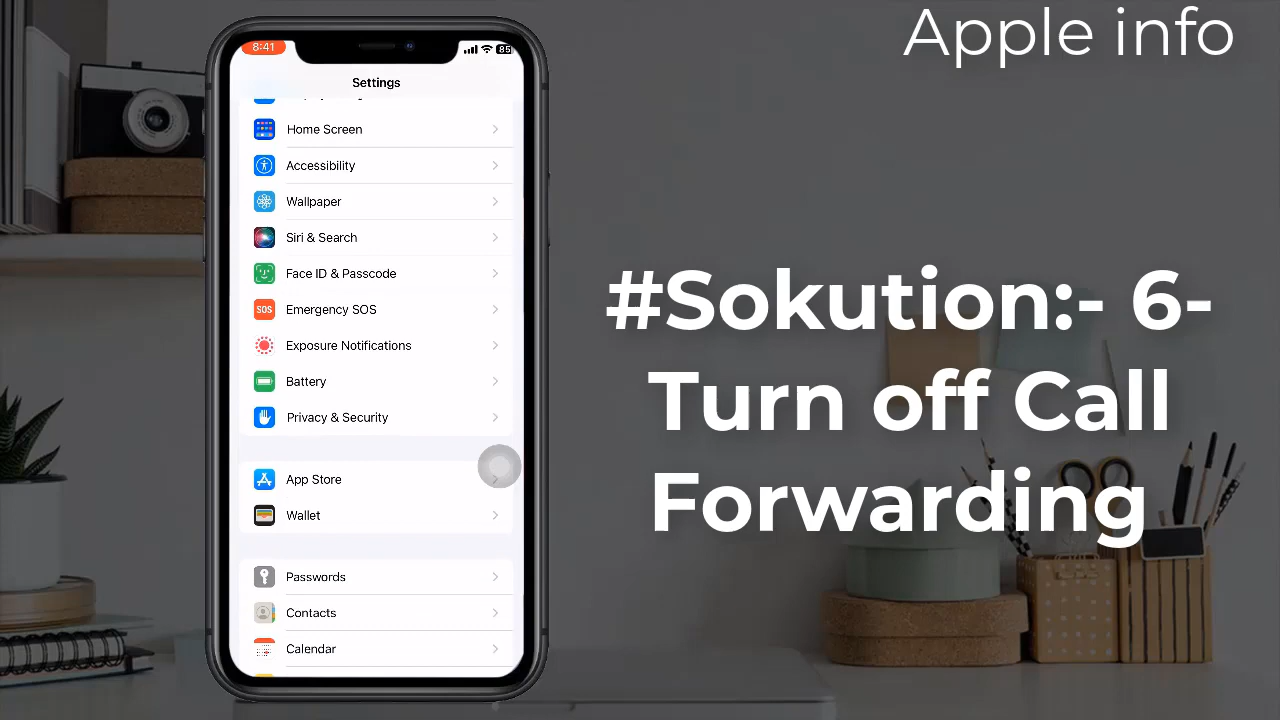 Apple info
8:41
85
Settings
Home Screen
Accessibility
Wallpaper
Siri & Search
Face ID & Passcode
SOS
Emergency SOS
Exposure Notifications
Battery
Privacy & Security
App Store
Wallet
Passwords
Contacts
Calendar
#Sokution:- 6-
Turn off Call
Forwarding